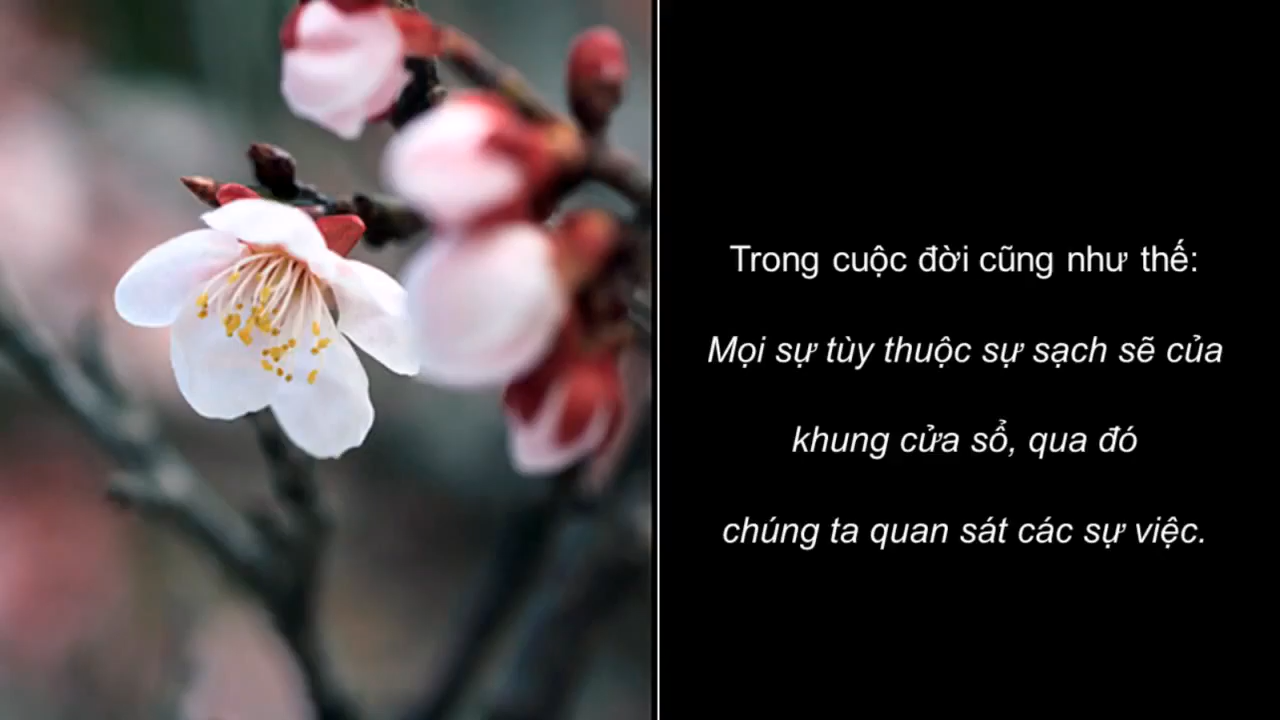 Trong cuộc đời cũng như thế:
Mọi sự tùy thuộc sự sạch sẽ của
khung cửa sổ, qua đó
chúng ta quan sát các sự việc.